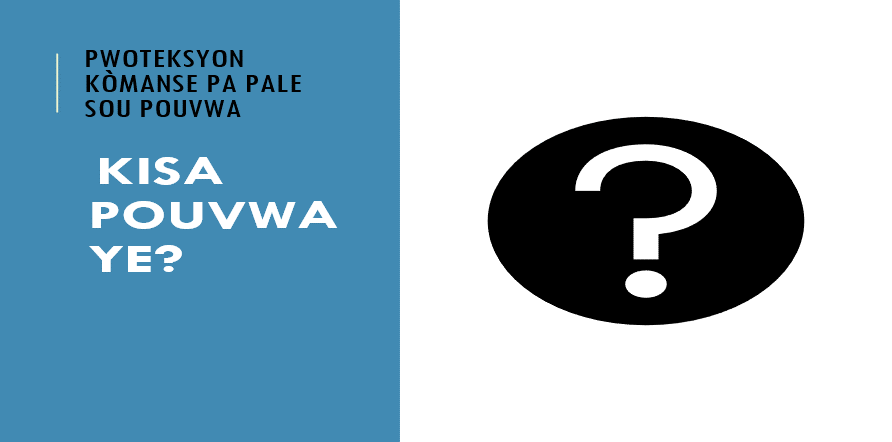 PWOTEKSYON
KÒMANSE PA PALE
SOU POUVWA
KISA
POUVWA
YE?
?